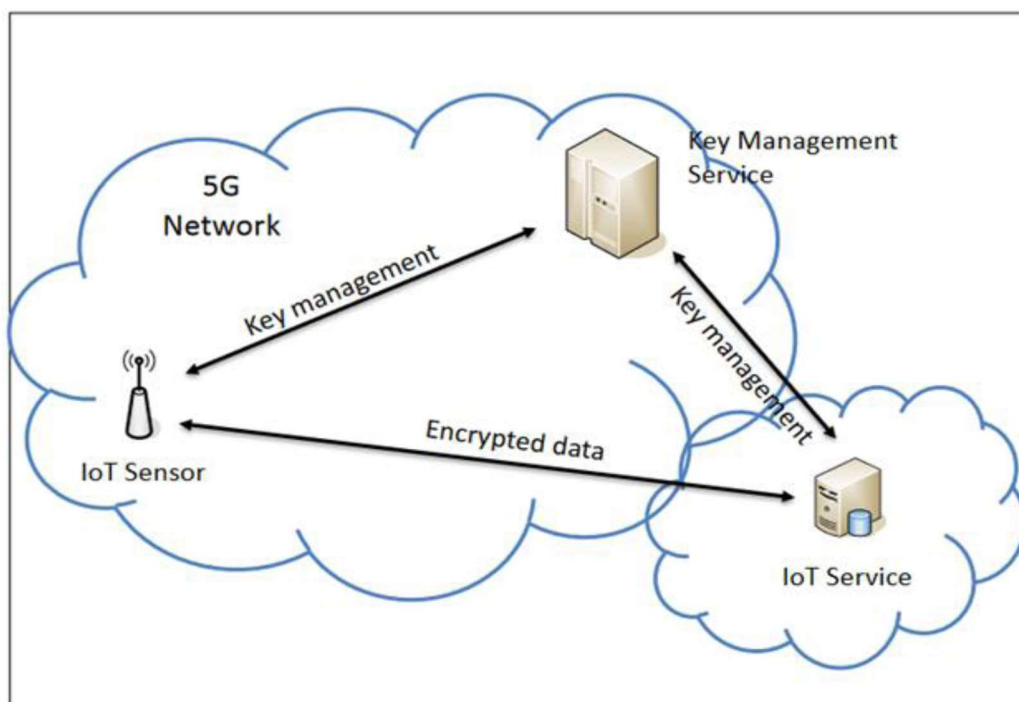 5G
Network
Key Management
Service
Key management
Key management
Encrypted data
IoT Sensor
IoT Service